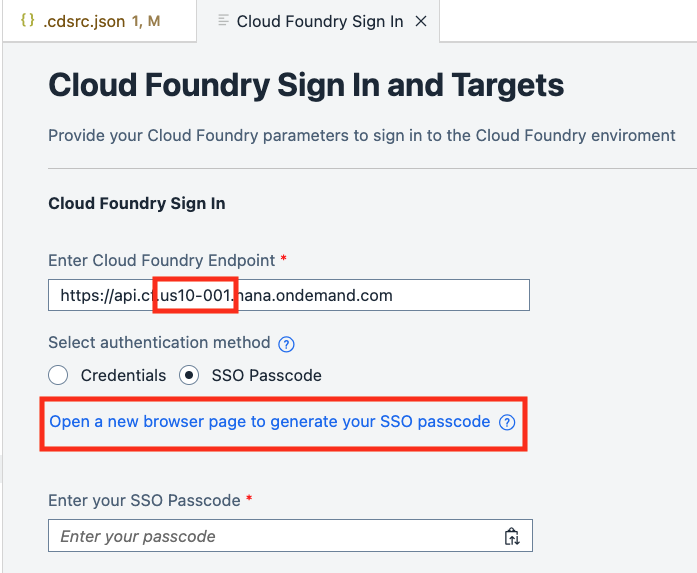 {} .cdsrc.json 1, M
Cloud Foundry Sign In ×
Cloud Foundry Sign In and Targets
Provide your Cloud Foundry parameters to sign in to the Cloud Foundry enviroment
Cloud Foundry Sign In
Enter Cloud Foundry Endpoint *
https://api.cf.us10-001.hana.ondemand.com
Select authentication method ?
Credentials SSO Passcode
Open a new browser page to generate your SSO passcode ?
Enter your SSO Passcode *
Enter your passcode